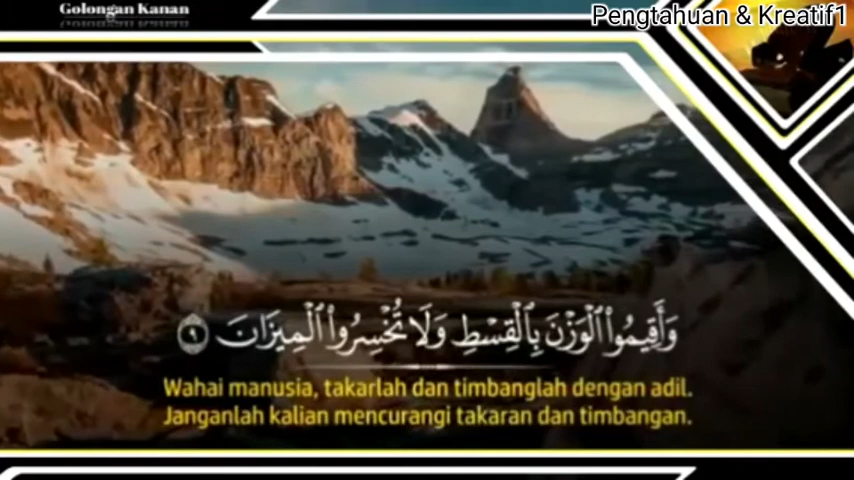 Golongan Kanan
Pengtahuan & Kreatif1
وَأَقِيمُوا۟ ٱلْوَزْنَ بِٱلْقِسْطِ وَلَا تُخْسِرُوا۟ ٱلْمِيزَانَ ٩
Wahai manusia, takarlah dan timbanglah dengan adil.
Janganlah kalian mencurangi takaran dan timbangan.